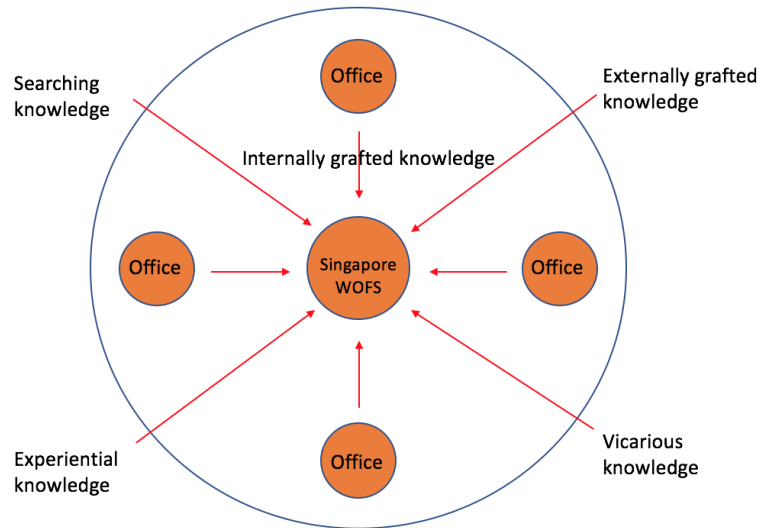 Office
Searching
knowledge
Externally grafted
knowledge
Internally grafted knowledge
Office
Singapore
WOFS
Office
Experiential
knowledge
Office
Vicarious
knowledge